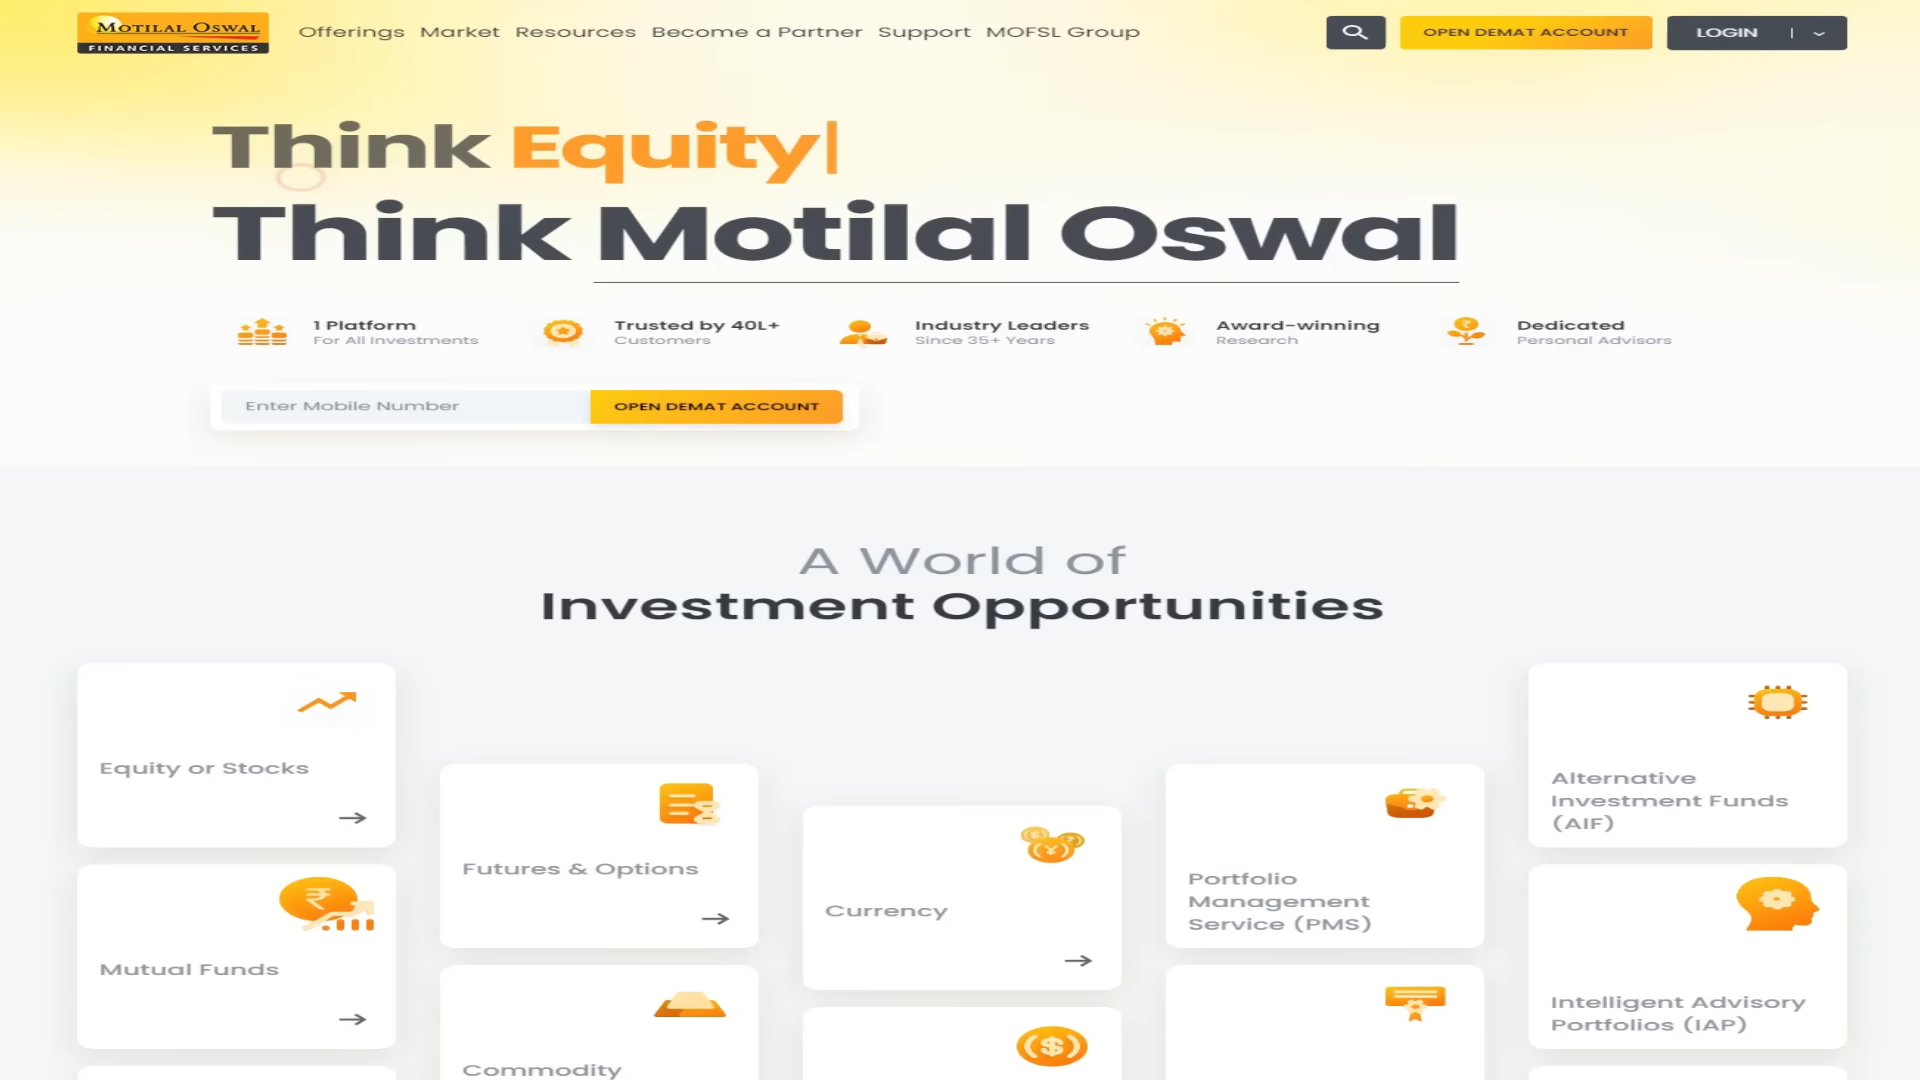 MOTILAL OSWAL
FINANCIAL SERVICES
Offerings Market Resources Become a Partner Support MOFSL Group
OPEN DEMAT ACCOUNT
LOGIN
Think Equity|
Think Motilal Oswal
1 Platform
For All Investments
Trusted by 40L+
Customers
Industry Leaders
Since 35+ Years
Award-winning
Research
Dedicated
Personal Advisors
Enter Mobile Number
OPEN DEMAT ACCOUNT
A World of
Investment Opportunities
Equity or Stocks
Futures & Options
Currency
Portfolio
Management
Service (PMS)
Alternative
Investment Funds
(AIF)
Mutual Funds
Commodity
Intelligent Advisory
Portfolios (IAP)